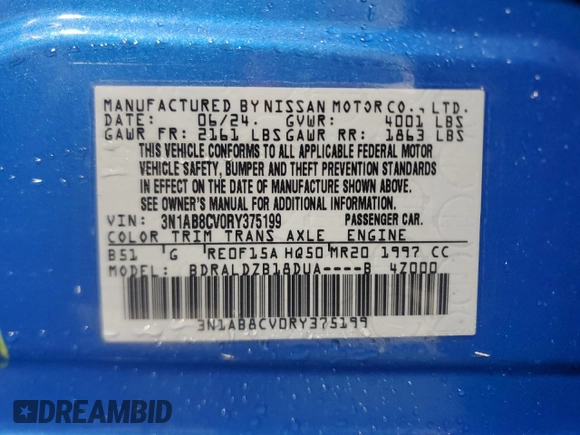 MANUFACTURED BY NISSAN MOTOR CO., LTD.
DATE: 06/24. GVWR: 4001 LBS
GAWR FR: 2161 LBS GAWR RR: 1863 LBS
THIS VEHICLE CONFORMS TO ALL APPLICABLE FEDERAL MOTOR
VEHICLE SAFETY, BUMPER AND THEFT PREVENTION STANDARDS
IN EFFECT ON THE DATE OF MANUFACTURE SHOWN ABOVE.
SEE OWNER'S MANUAL FOR ADDITIONAL INFORMATION.
VIN: 3N1AB8CV0RY375199 PASSENGER CAR.
COLOR TRIM TRANS AXLE ENGINE
B51 G RE0F15A HQ50 MR20 1997 CC
MODEL: BDRALDZB18DUA----B 4Z000
3N1AB8CV0RY375199
DREAMBID